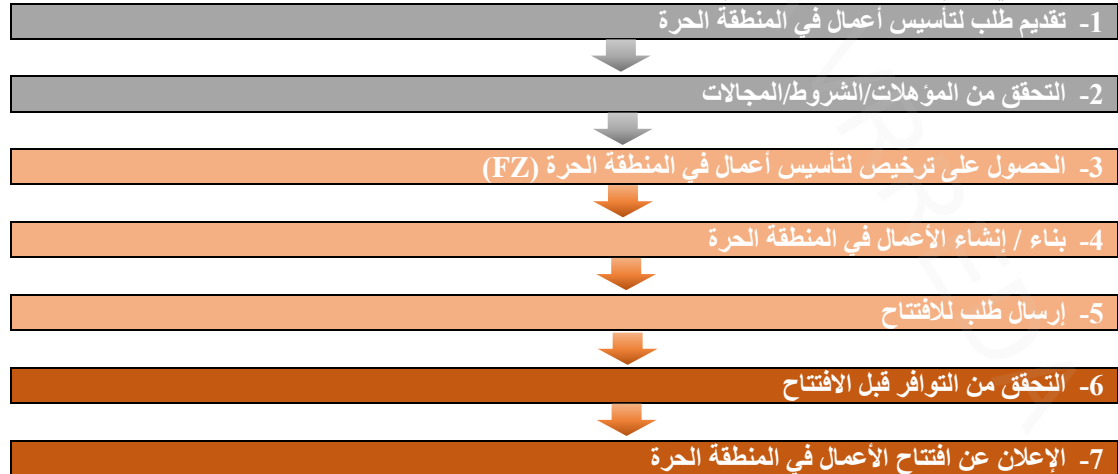 1- تقديم طلب لتأسيس أعمال في المنطقة الحرة
2- التحقق من المؤهلات/الشروط/المجالات
3- الحصول على ترخيص لتأسيس أعمال في المنطقة الحرة (FZ)
4- بناء / إنشاء الأعمال في المنطقة الحرة
5- إرسال طلب للافتتاح
6- التحقق من التوافر قبل الافتتاح
7- الإعلان عن افتتاح الأعمال في المنطقة الحرة